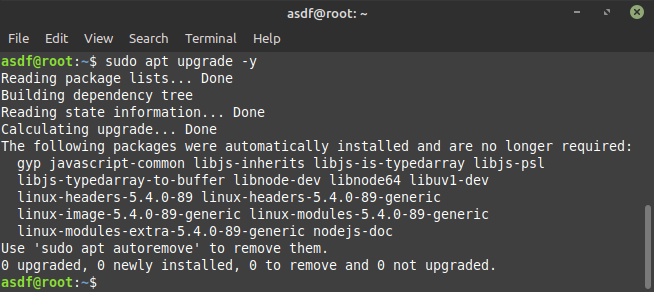 asdf@root: ~
File Edit View Search Terminal Help
asdf@root:~$ sudo apt upgrade -y
Reading package lists... Done
Building dependency tree
Reading state information... Done
Calculating upgrade... Done
The following packages were automatically installed and are no longer required:
  gyp javascript-common libjs-inherits libjs-is-typedarray libjs-psl
  libjs-typedarray-to-buffer libnode-dev libnode64 libuv1-dev
  linux-headers-5.4.0-89 linux-headers-5.4.0-89-generic
  linux-image-5.4.0-89-generic linux-modules-5.4.0-89-generic
  linux-modules-extra-5.4.0-89-generic nodejs-doc
Use 'sudo apt autoremove' to remove them.
0 upgraded, 0 newly installed, 0 to remove and 0 not upgraded.
asdf@root:~$